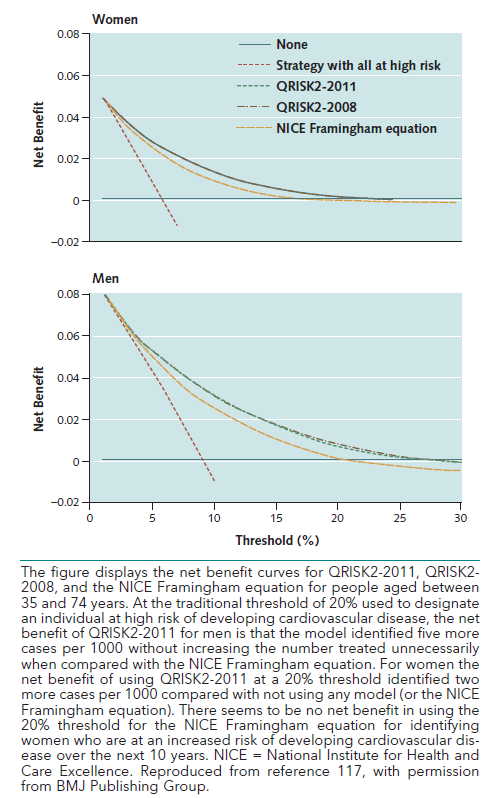 Women
0.08
0.06
0.04
0.02
0
−0.02
Net Benefit
None
Strategy with all at high risk
QRISK2-2011
QRISK2-2008
NICE Framingham equation
Men
0.08
0.06
0.04
0.02
0
−0.02
Net Benefit
0 5 10 15 20 25 30
Threshold (%)
The figure displays the net benefit curves for QRISK2-2011, QRISK2-
2008, and the NICE Framingham equation for people aged between
35 and 74 years. At the traditional threshold of 20% used to designate
an individual at high risk of developing cardiovascular disease, the net
benefit of QRISK2-2011 for men is that the model identified five more
cases per 1000 without increasing the number treated unnecessarily
when compared with the NICE Framingham equation. For women the
net benefit of using QRISK2-2011 at a 20% threshold identified two
more cases per 1000 compared with not using any model (or the NICE
Framingham equation). There seems to be no net benefit in using the
20% threshold for the NICE Framingham equation for identifying
women who are at an increased risk of developing cardiovascular dis-
ease over the next 10 years. NICE = National Institute for Health and
Care Excellence. Reproduced from reference 117, with permission
from BMJ Publishing Group.